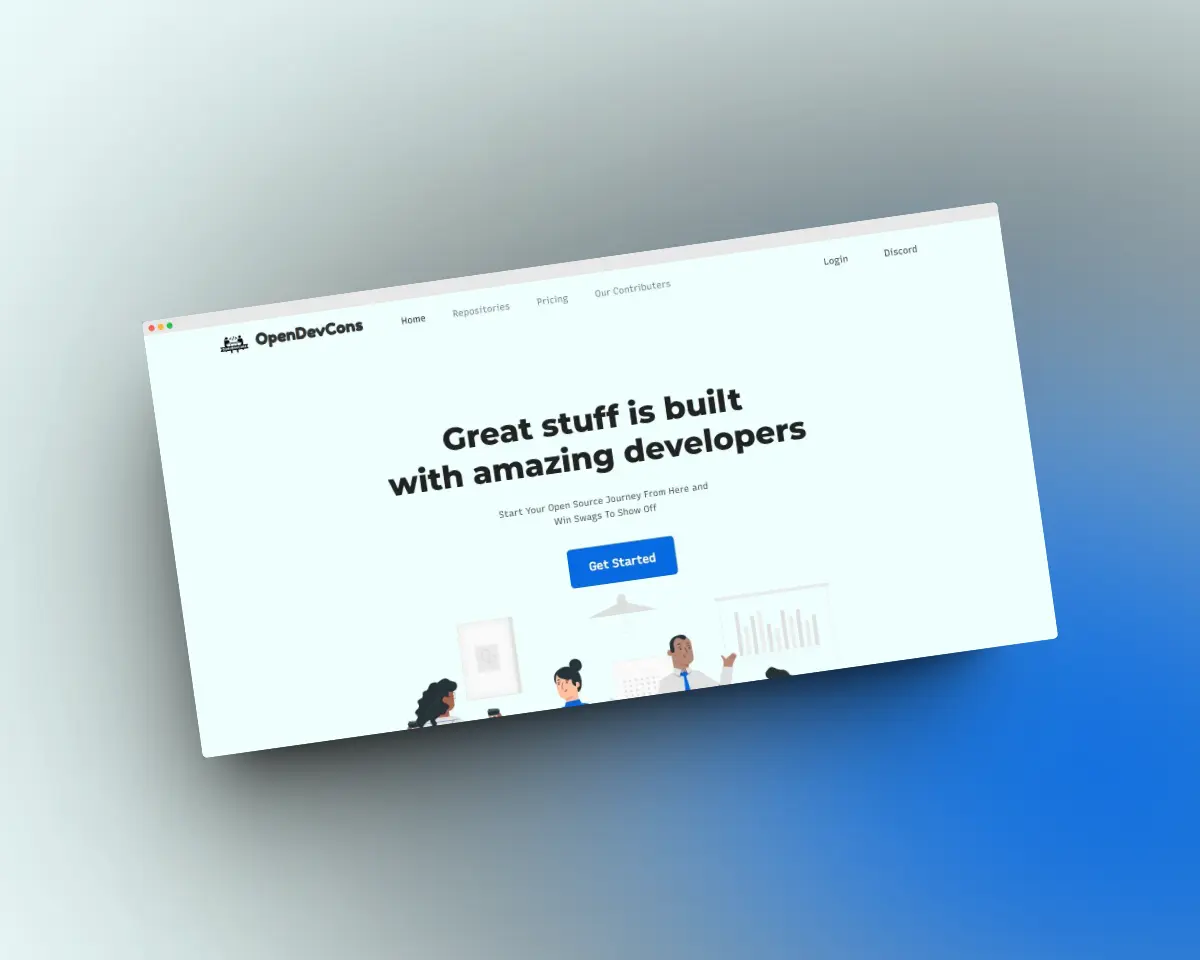 OpenDevCons
Home
Repositories
Pricing
Our Contributers
Login
Discord
Great stuff is built
with amazing developers
Start Your Open Source Journey From Here and
Win Swags To Show Off
Get Started